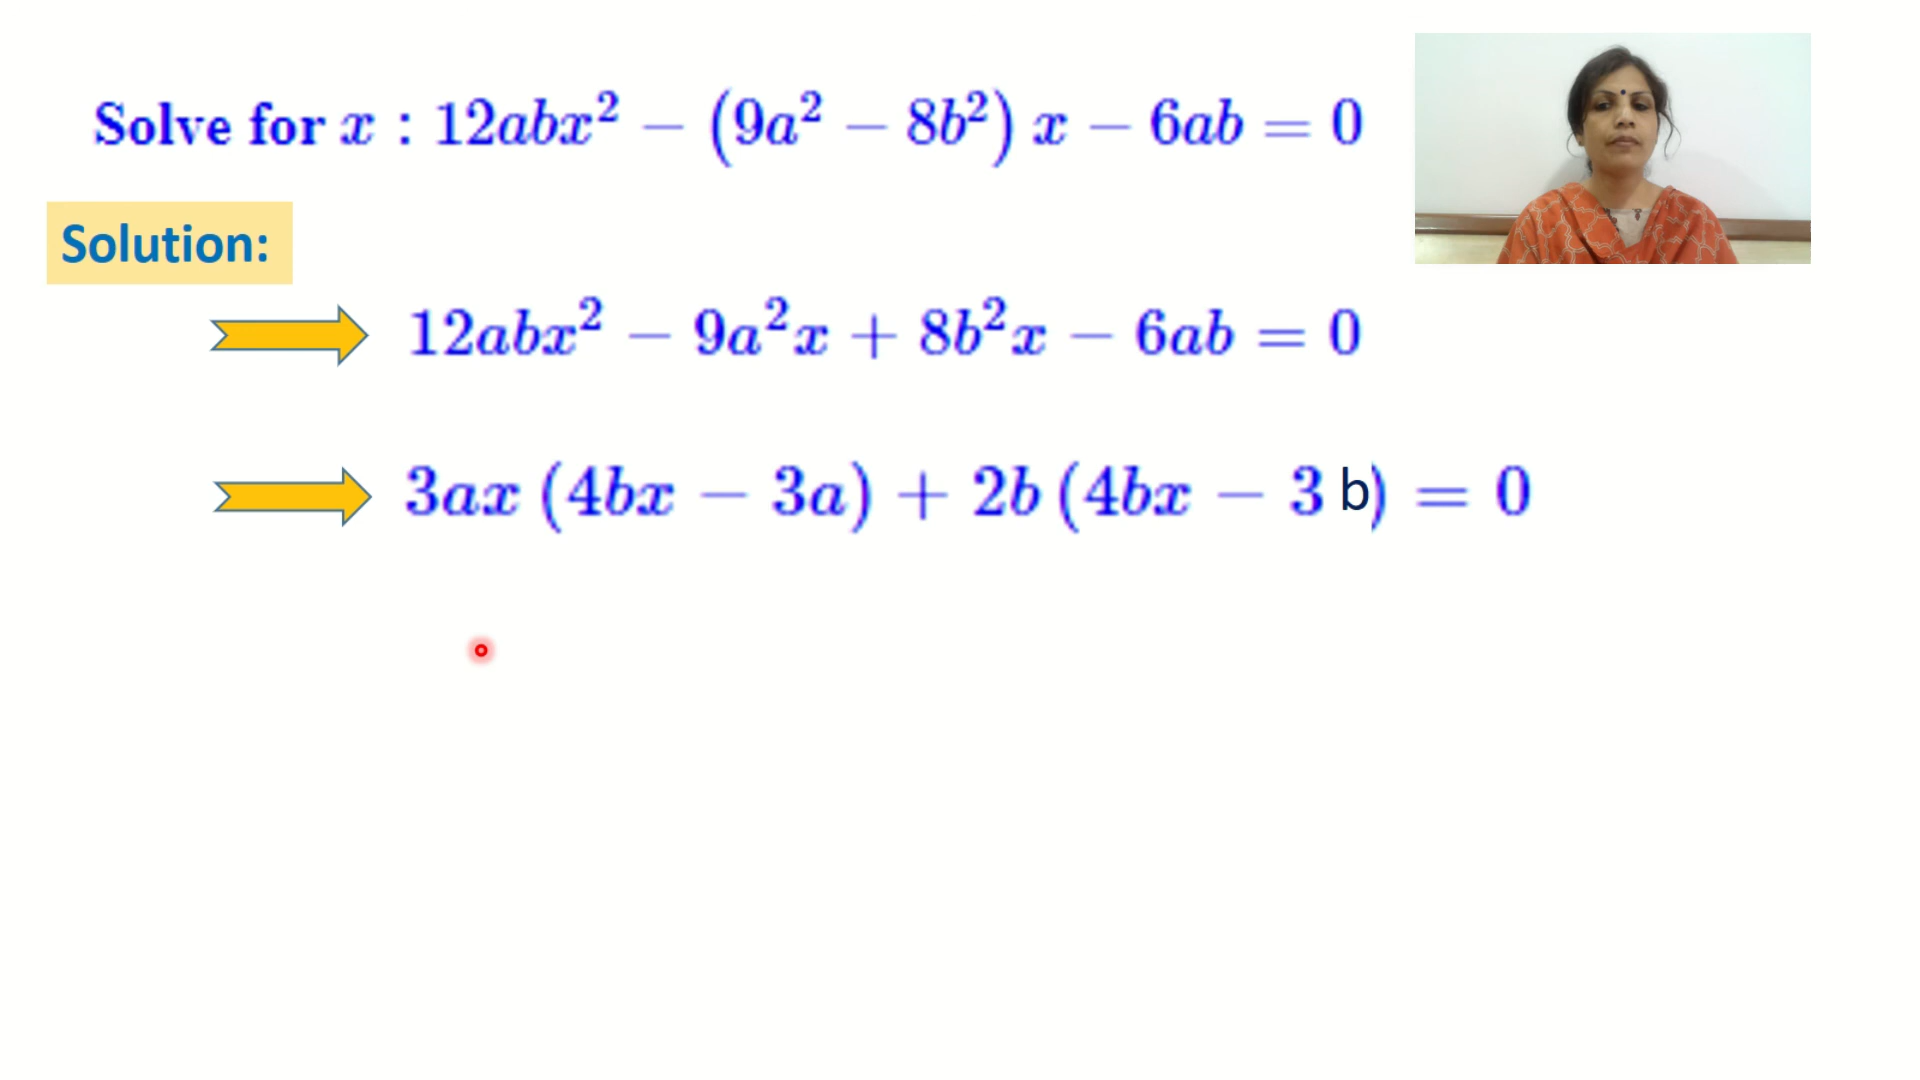 Solve for x : 12abx² − (9a² − 8b²) x − 6ab = 0
Solution:
12abx² − 9a²x + 8b²x − 6ab = 0
3ax (4bx − 3a) + 2b (4bx − 3 b) = 0